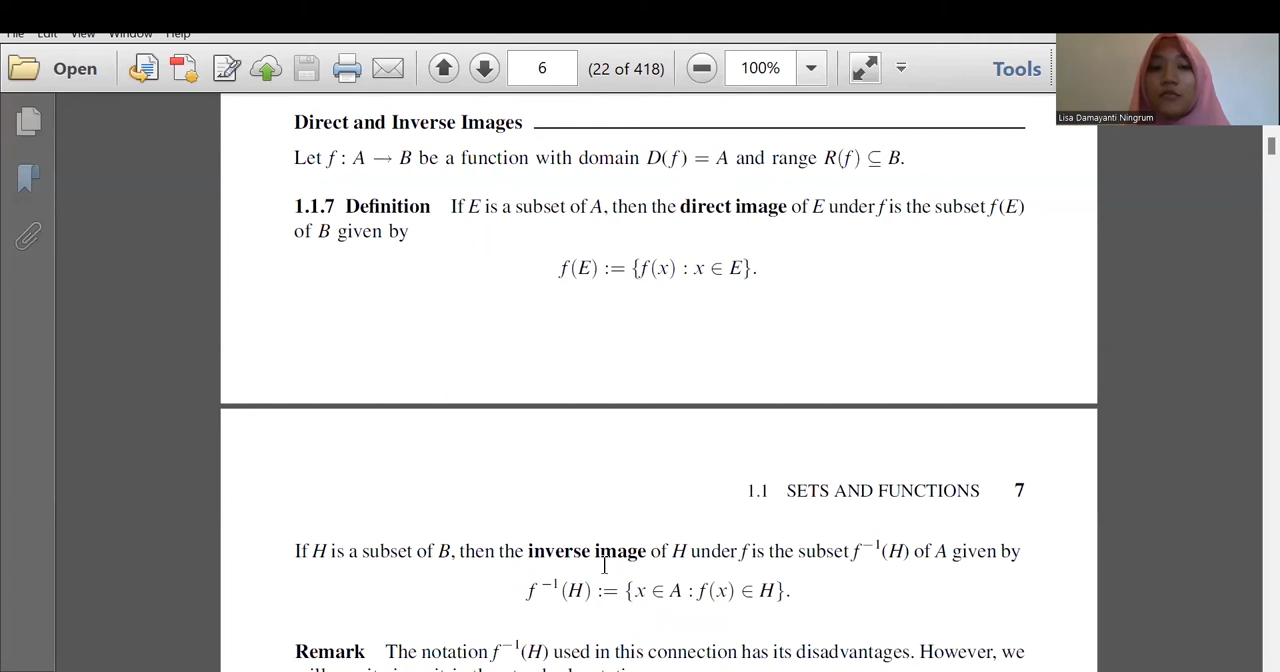 File Edit View Window Help
Open
6
(22 of 418)
100%
Tools
Lisa Damayanti Ningrum
Direct and Inverse Images
Let f : A → B be a function with domain D(f) = A and range R(f) ⊆ B.
1.1.7 Definition If E is a subset of A, then the direct image of E under f is the subset f(E)
of B given by
f(E) := {f(x) : x ∈ E}.
1.1 SETS AND FUNCTIONS 7
If H is a subset of B, then the inverse image of H under f is the subset f⁻¹(H) of A given by
f⁻¹(H) := {x ∈ A : f(x) ∈ H}.
Remark The notation f⁻¹(H) used in this connection has its disadvantages. However, we